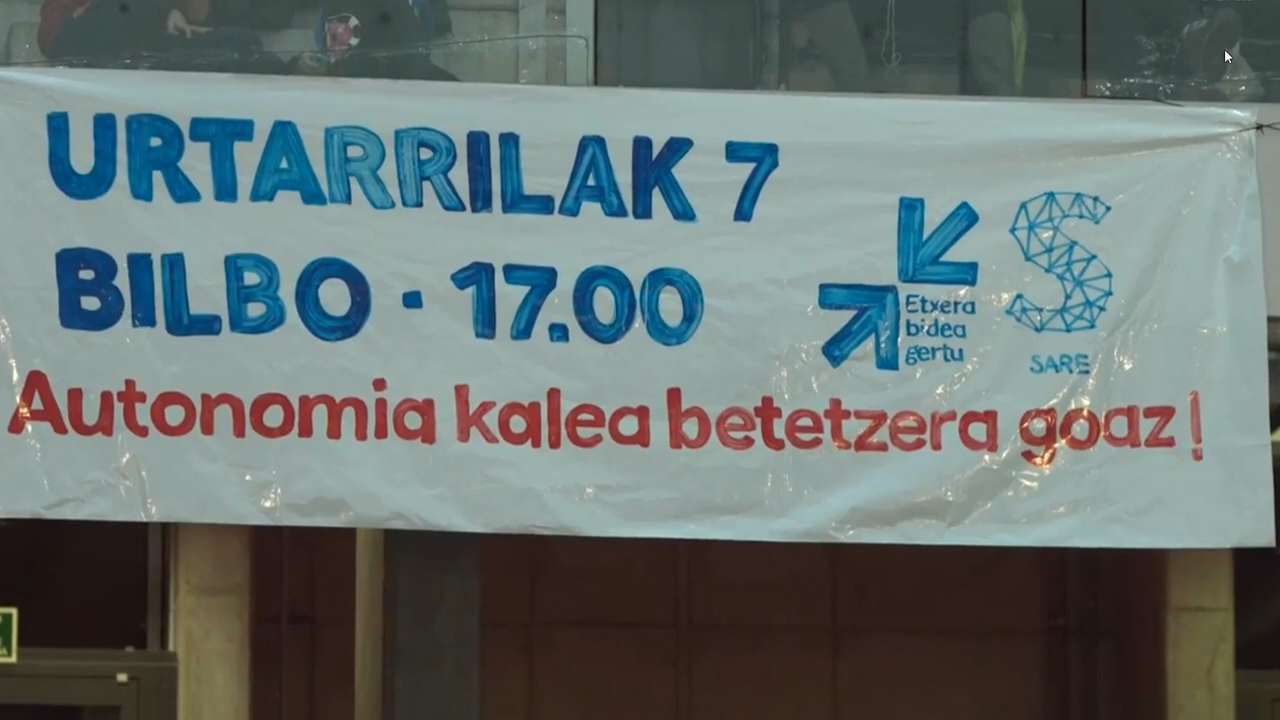 URTARRILAK 7
BILBO · 17.00
Etxera
bidea
gertu
SARE
Autonomia kalea betetzera goaz!